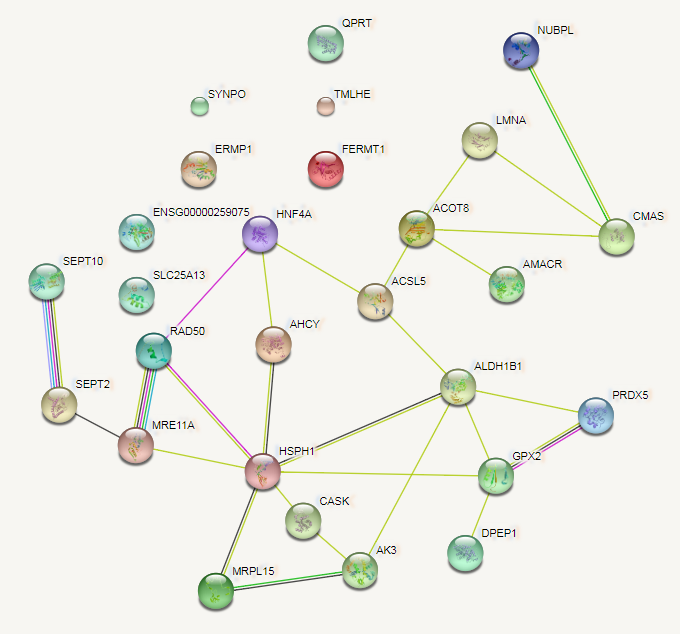 QPRT
NUBPL
SYNPO
TMLHE
LMNA
ERMP1
FERMT1
ENSG00000259075
HNF4A
ACOT8
CMAS
SEPT10
SLC25A13
ACSL5
AMACR
RAD50
AHCY
ALDH1B1
SEPT2
MRE11A
PRDX5
HSPH1
GPX2
CASK
DPEP1
AK3
MRPL15